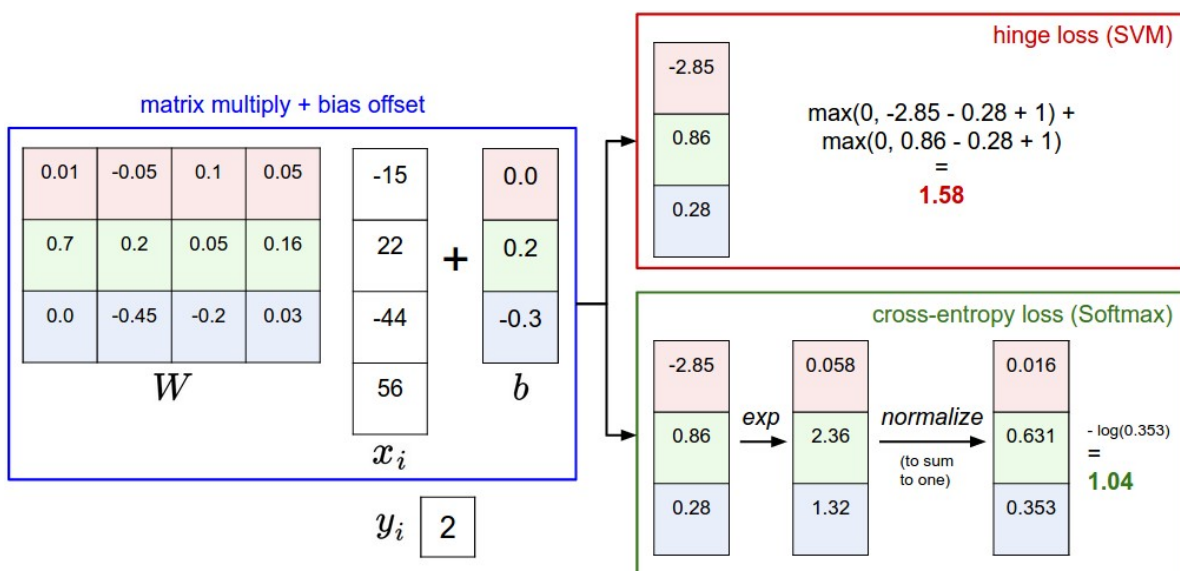 matrix multiply + bias offset
0.01 -0.05 0.1 0.05
0.7 0.2 0.05 0.16
0.0 -0.45 -0.2 0.03
W
-15
22
-44
56
x_i
+
0.0
0.2
-0.3
b
y_i 2
hinge loss (SVM)
-2.85
0.86
0.28
max(0, -2.85 - 0.28 + 1) +
max(0, 0.86 - 0.28 + 1)
=
1.58
cross-entropy loss (Softmax)
-2.85
0.86
0.28
exp
0.058
2.36
1.32
normalize
(to sum
to one)
0.016
0.631
0.353
- log(0.353)
=
1.04